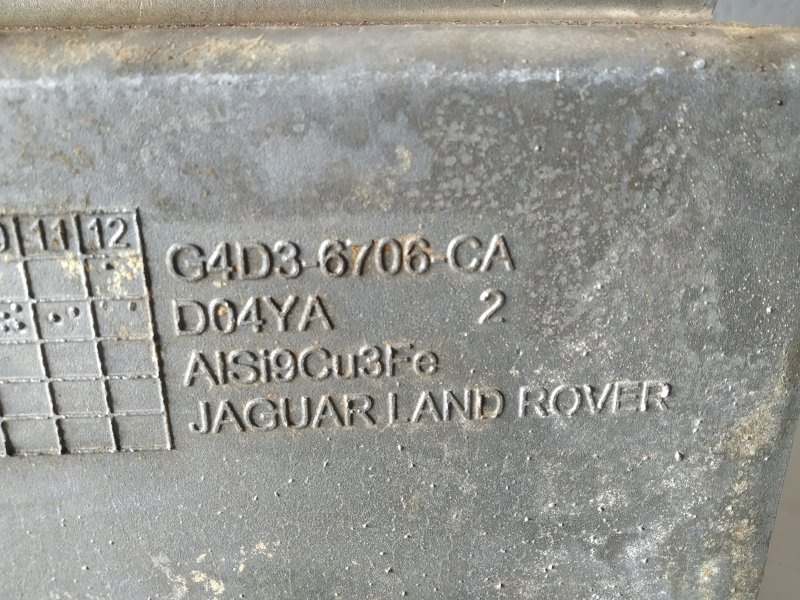 11 12
G4D3-6706-CA
D04YA 2
AlSi9Cu3Fe
JAGUAR LAND ROVER